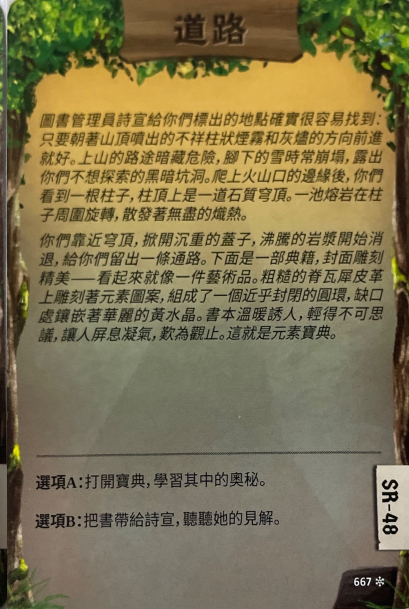 道路
圖書管理員詩宣給你們標出的地點確實很容易找到:
只要朝著山頂噴出的不祥柱狀煙霧和灰燼的方向前進
就好。上山的路途暗藏危險,腳下的雪時常崩塌,露出
你們不想探索的黑暗坑洞。爬上火山口的邊緣後,你們
看到一根柱子,柱頂上是一道石質穹頂。一池熔岩在柱
子周圍旋轉,散發著無盡的熾熱。
你們靠近穹頂,掀開沉重的蓋子,沸騰的岩漿開始消
退,給你們留出一條通路。下面是一部典籍,封面雕刻
精美——看起來就像一件藝術品。粗糙的脊瓦犀皮革
上雕刻著元素圖案,組成了一個近乎封閉的圓環,缺口
處鑲嵌著華麗的黃水晶。書本溫暖誘人,輕得不可思
議,讓人屏息凝氣,歎為觀止。這就是元素寶典。
選項A:打開寶典,學習其中的奧秘。
選項B:把書帶給詩宣,聽聽她的見解。
SR-48
667